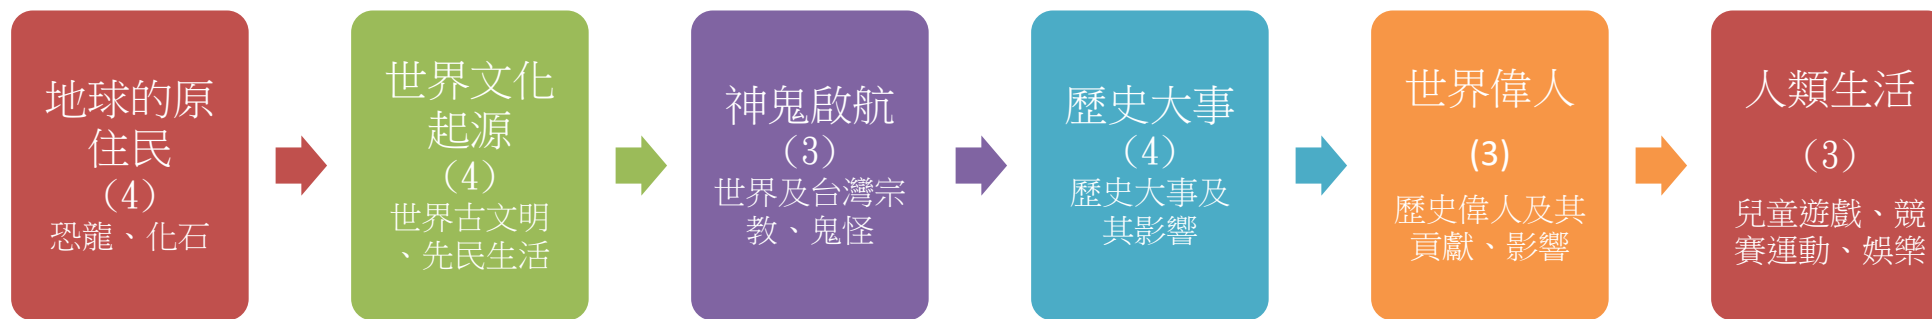 地球的原
住民
（4）
恐龍、化石
世界文化
起源
（4）
世界古文明
、先民生活
神鬼啟航
（3）
世界及台灣宗
教、鬼怪
歷史大事
（4）
歷史大事及
其影響
世界偉人
(3)
歷史偉人及其
貢獻、影響
人類生活
（3）
兒童遊戲、競
賽運動、娛樂